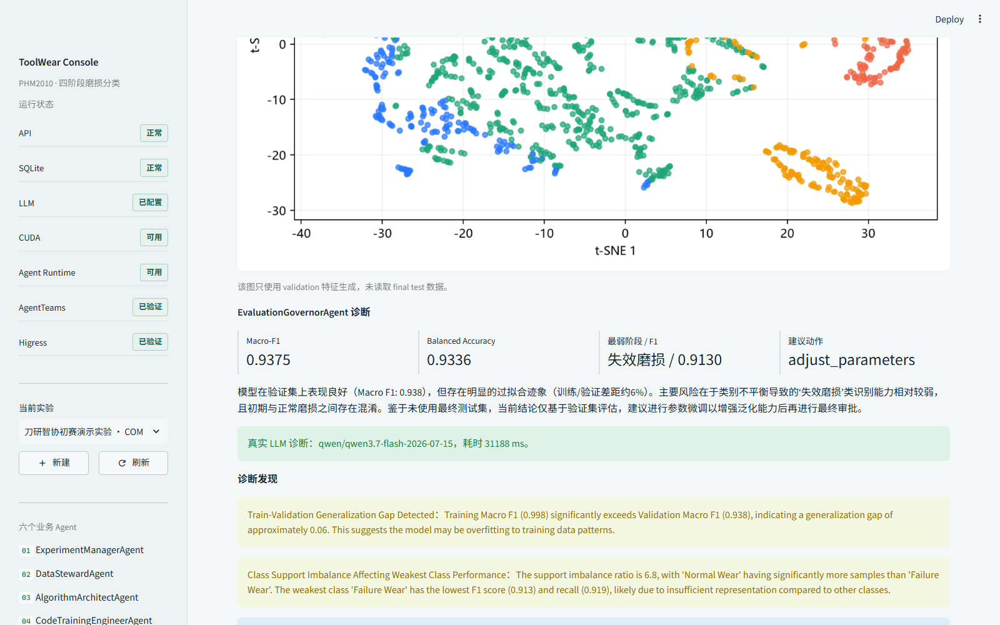 Deploy
ToolWear Console
PHM2010 · 四阶段磨损分类
运行状态
API 正常
SQLite 正常
LLM 已配置
CUDA 可用
Agent Runtime 可用
AgentTeams 已验证
Higress 已验证
当前实验
刀研智协初赛演示实验 · COM
新建
刷新
六个业务 Agent
01 ExperimentManagerAgent
02 DataStewardAgent
03 AlgorithmArchitectAgent
04 CodeTrainingEngineerAgent
t-S
0
-10
-20
-30
-40 -30 -20 -10 0 10 20 30
t-SNE 1
该图只使用 validation 特征生成，未读取 final test 数据。
EvaluationGovernorAgent 诊断
Macro-F1
0.9375
Balanced Accuracy
0.9336
最弱阶段 / F1
失效磨损 / 0.9130
建议动作
adjust_parameters
模型在验证集上表现良好（Macro F1: 0.938），但存在明显的过拟合迹象（训练/验证差距约6%）。主要风险在于类别不平衡导致的‘失效磨损’类识别能力相对较弱，
且初期与正常磨损之间存在混淆。鉴于未使用最终测试集，当前结论仅基于验证集评估，建议进行参数微调以增强泛化能力后再进行最终审批。
真实 LLM 诊断：qwen/qwen3.7-flash-2026-07-15，耗时 31188 ms。
诊断发现
Train-Validation Generalization Gap Detected：Training Macro F1 (0.998) significantly exceeds Validation Macro F1 (0.938), indicating a generalization gap of
approximately 0.06. This suggests the model may be overfitting to training data patterns.
Class Support Imbalance Affecting Weakest Class Performance：The support imbalance ratio is 6.8, with 'Normal Wear' having significantly more samples than 'Failure
Wear'. The weakest class 'Failure Wear' has the lowest F1 score (0.913) and recall (0.919), likely due to insufficient representation compared to other classes.